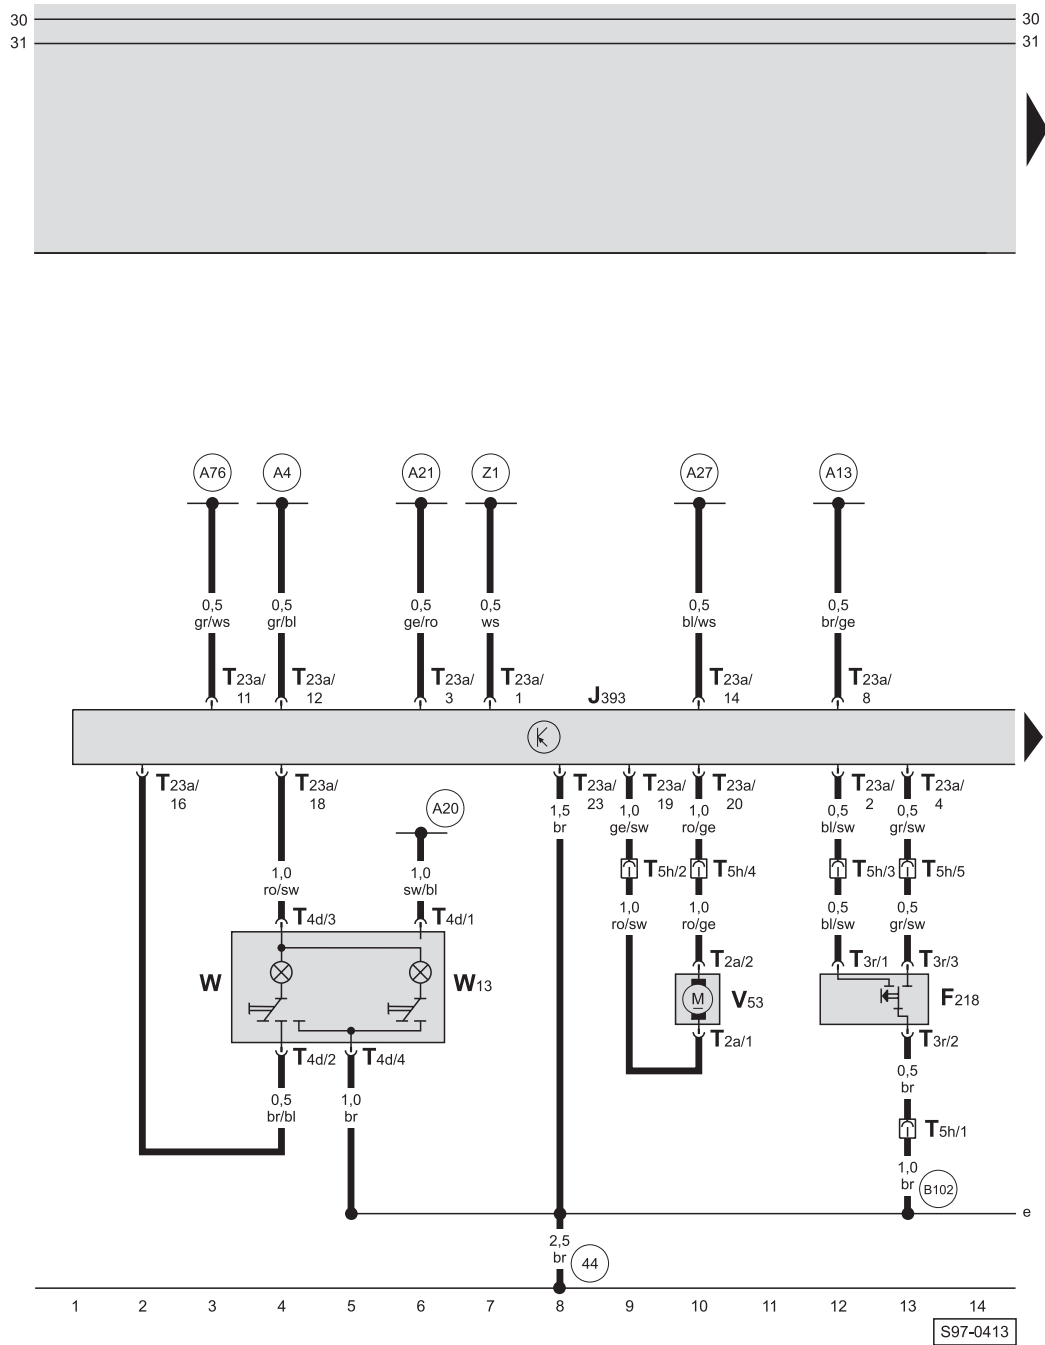 30 30
31 31
A76 A4 A21 Z1 A27 A13
0,5 0,5 0,5 0,5 0,5 0,5
gr/ws gr/bl ge/ro ws bl/ws br/ge
T23a/ T23a/ T23a/ T23a/ T23a/ T23a/
11 12 3 1 J393 14 8
T23a/ T23a/ T23a/ T23a/ T23a/ T23a/ T23a/
16 18 23 19 20 2 4
A20 1,5 1,0 1,0 0,5 0,5
br ge/sw ro/ge bl/sw gr/sw
1,0 1,0 T5h/2 T5h/4 T5h/3 T5h/5
ro/sw sw/bl
T4d/3 T4d/1 1,0 1,0 0,5 0,5
ro/sw ro/ge bl/sw gr/sw
T2a/2 T3r/1 T3r/3
W W13 M V53 F218
T4d/2 T4d/4 T2a/1 T3r/2
0,5 1,0 0,5
br/bl br br
T5h/1
1,0
br B102
e
2,5
br 44
1 2 3 4 5 6 7 8 9 10 11 12 13 14
S97-0413